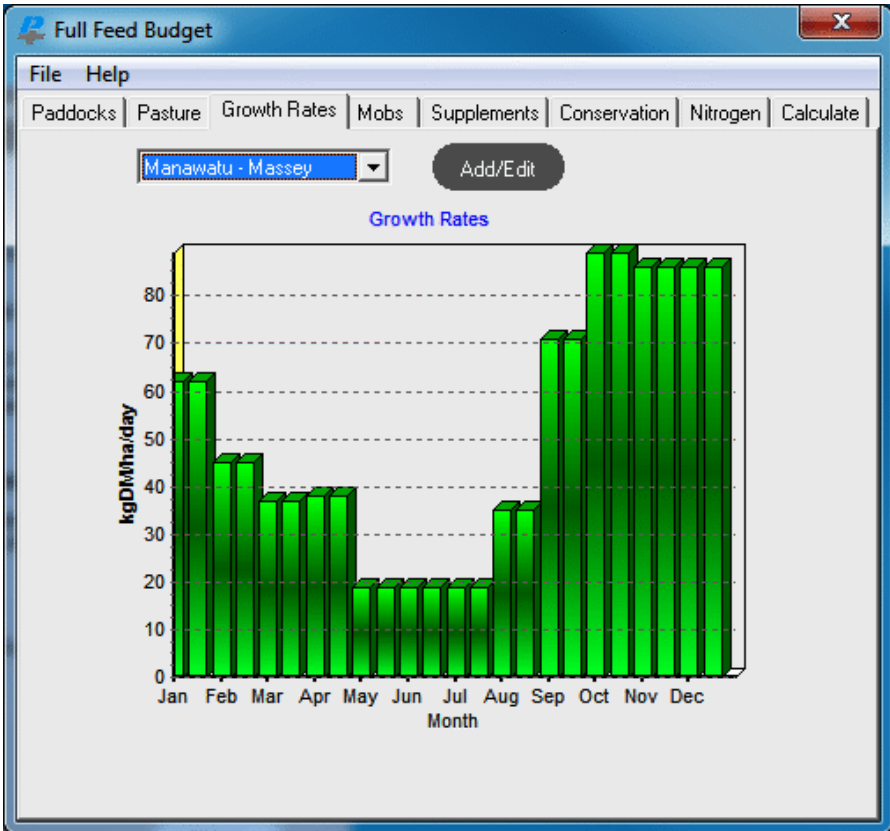 Full Feed Budget
x
File Help
Paddocks Pasture Growth Rates Mobs Supplements Conservation Nitrogen Calculate
Manawatu - Massey Add/Edit
Growth Rates
80
70
60
50
40
30
20
10
0
kgDM/ha/day
Jan Feb Mar Apr May Jun Jul Aug Sep Oct Nov Dec
Month